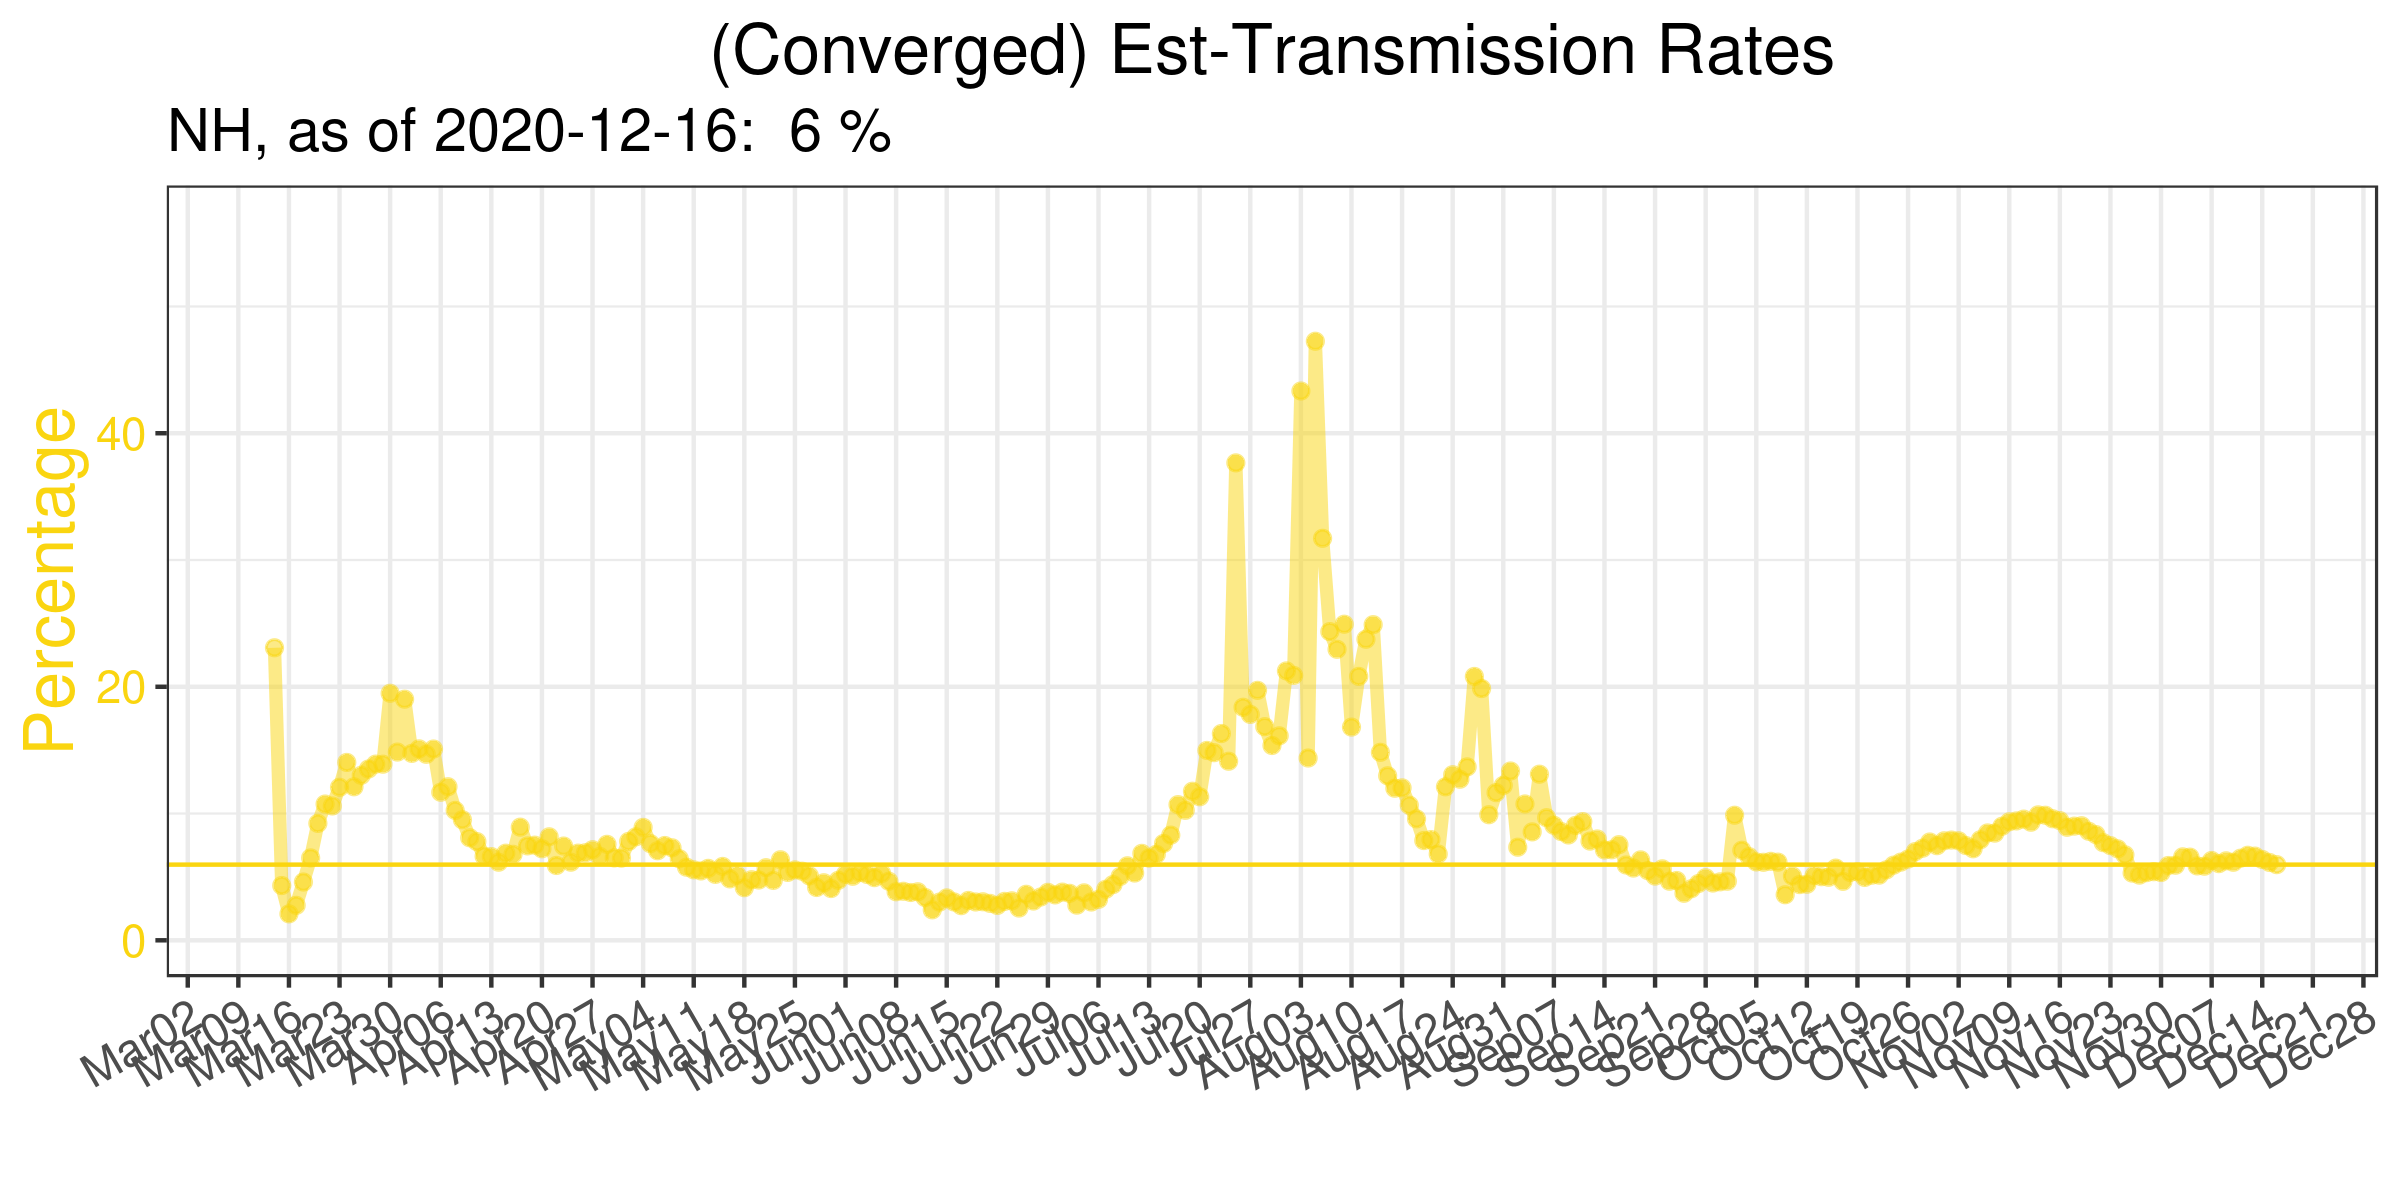 (Converged) Est-Transmission Rates
NH, as of 2020-12-16:  6 %
Percentage
40
20
0
Mar02
Mar09
Mar16
Mar23
Mar30
Apr06
Apr13
Apr20
Apr27
May04
May11
May18
May25
Jun01
Jun08
Jun15
Jun22
Jun29
Jul06
Jul13
Jul20
Jul27
Aug03
Aug10
Aug17
Aug24
Aug31
Sep07
Sep14
Sep21
Sep28
Oct05
Oct12
Oct19
Oct26
Nov02
Nov09
Nov16
Nov23
Nov30
Dec07
Dec14
Dec21
Dec28